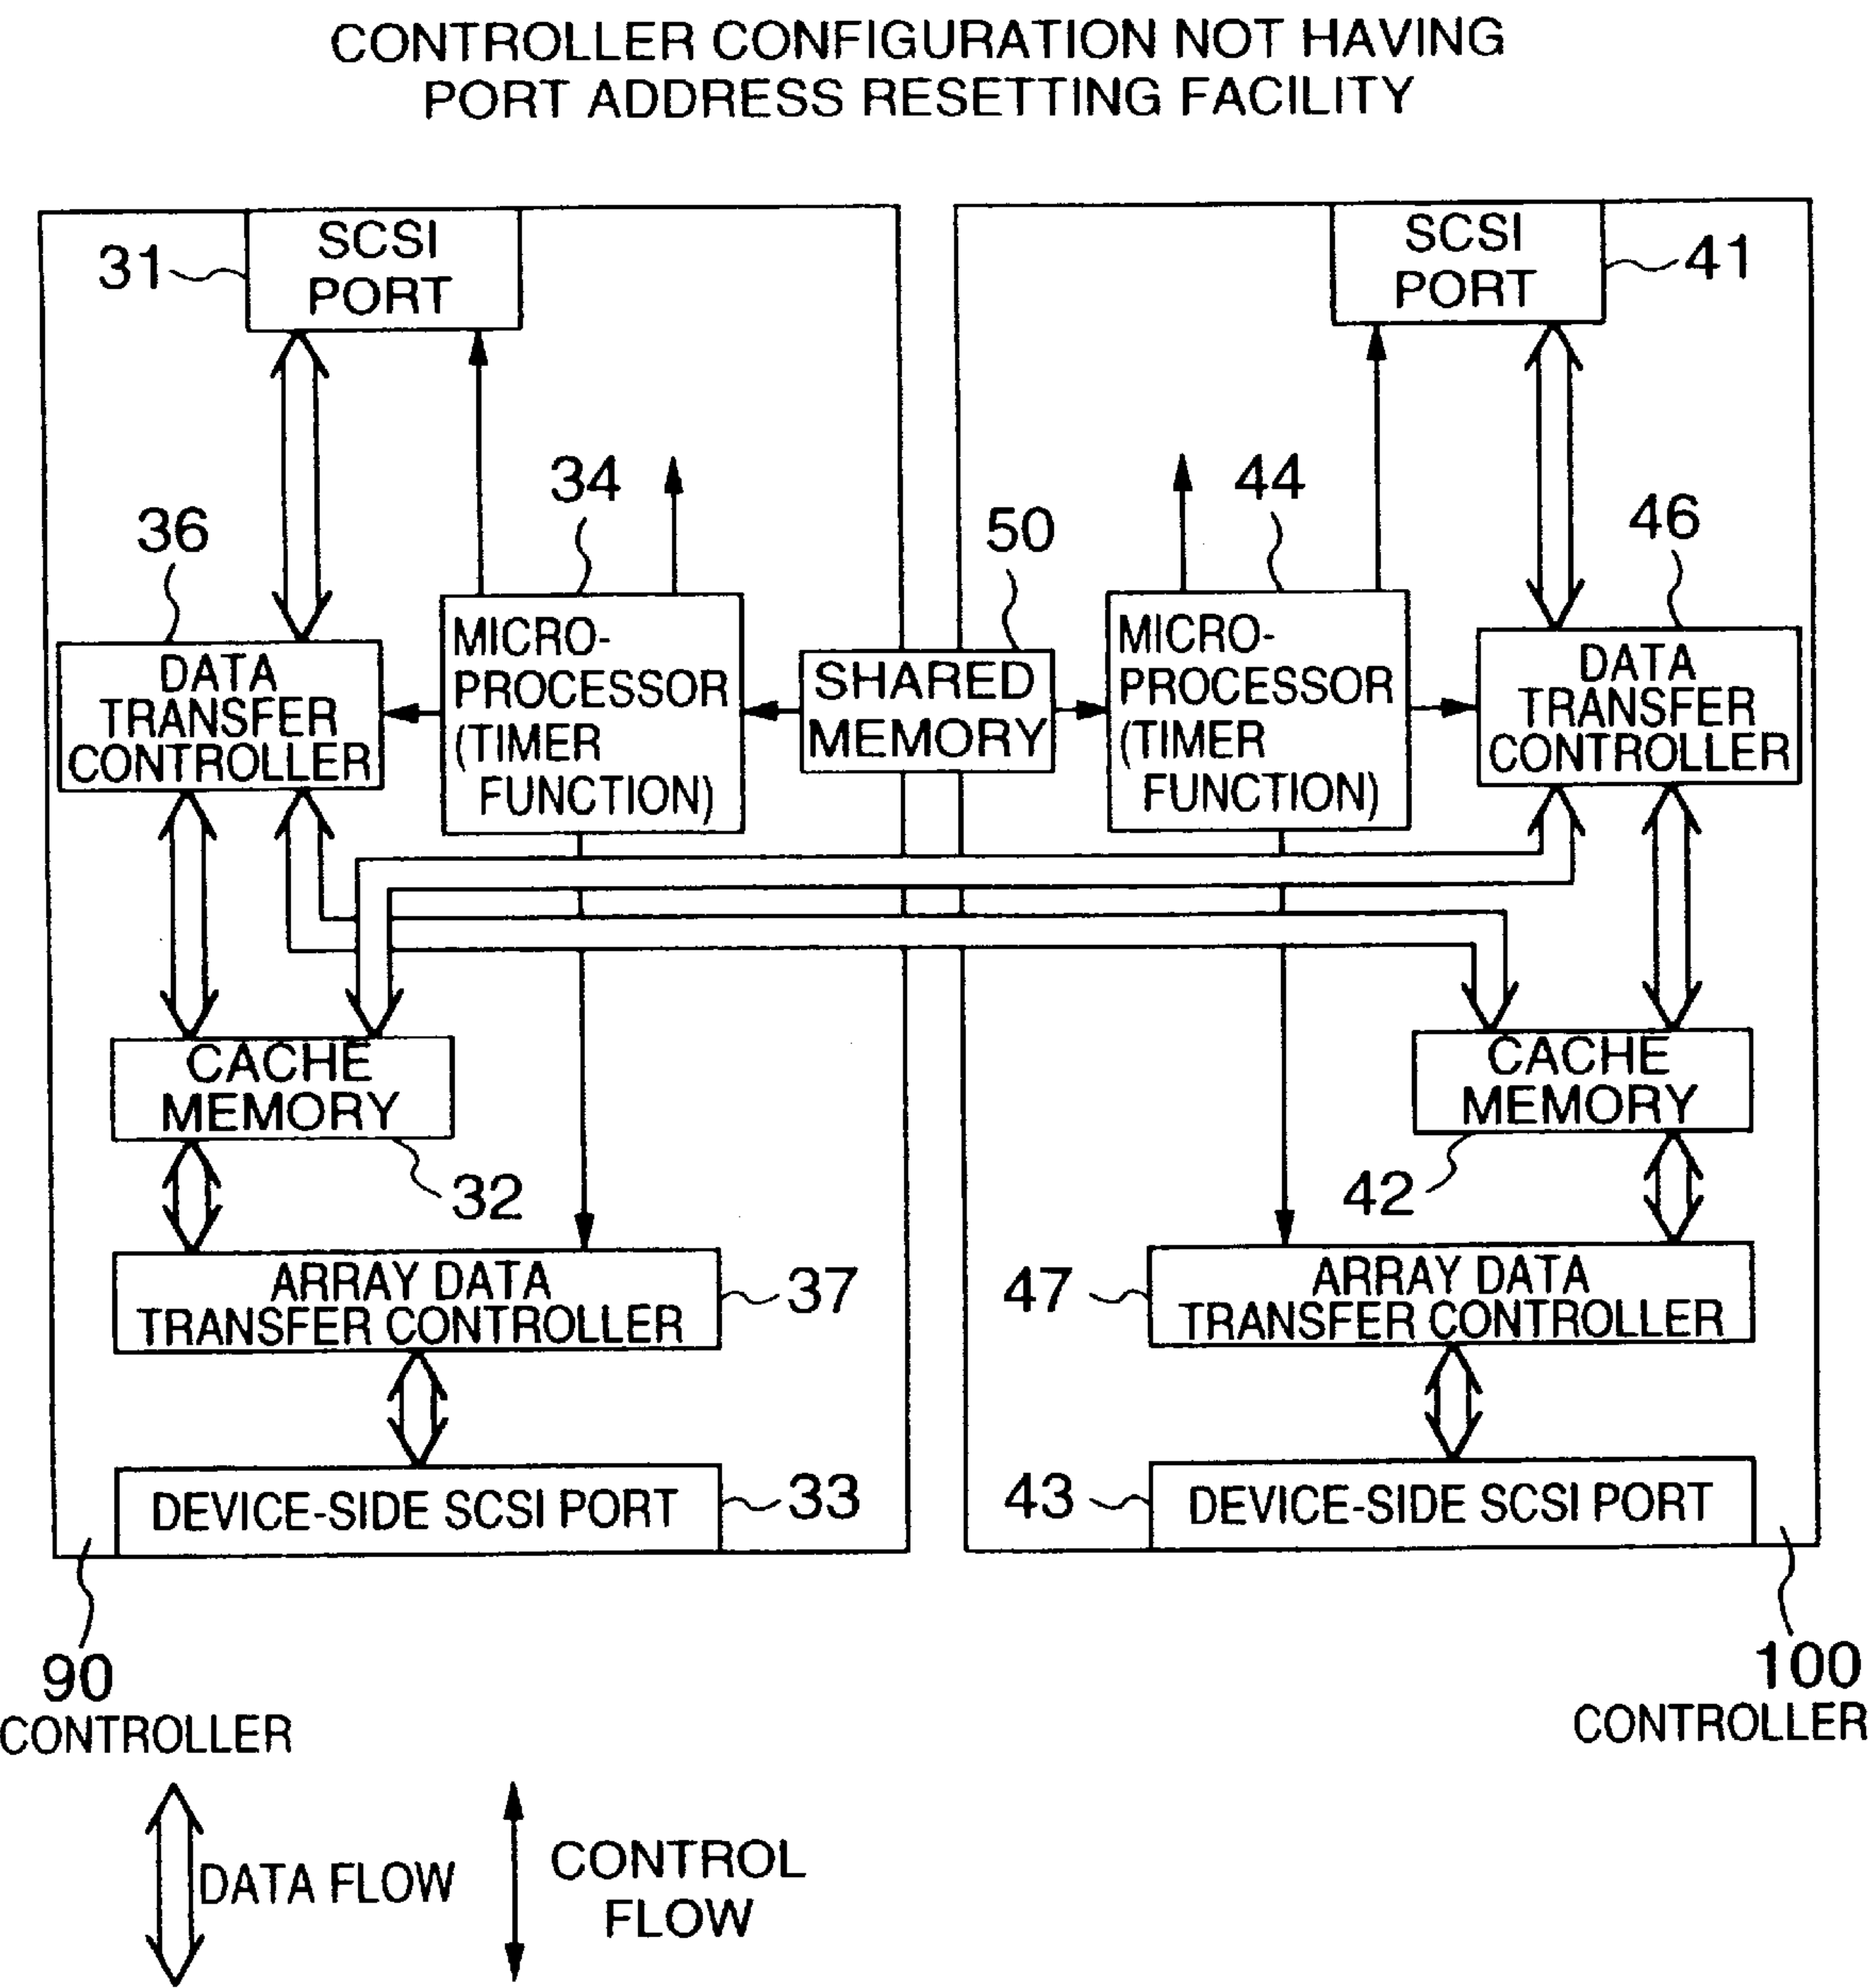 CONTROLLER CONFIGURATION NOT HAVING
PORT ADDRESS RESETTING FACILITY
SCSI
PORT
31
SCSI
PORT
41
34
44
36
50
46
MICRO-
PROCESSOR
(TIMER
FUNCTION)
SHARED
MEMORY
MICRO-
PROCESSOR
(TIMER
FUNCTION)
DATA
TRANSFER
CONTROLLER
DATA
TRANSFER
CONTROLLER
CACHE
MEMORY
32
CACHE
MEMORY
42
ARRAY DATA
TRANSFER CONTROLLER
37
47
ARRAY DATA
TRANSFER CONTROLLER
DEVICE-SIDE SCSI PORT
33
43
DEVICE-SIDE SCSI PORT
90
CONTROLLER
100
CONTROLLER
DATA FLOW
CONTROL
FLOW